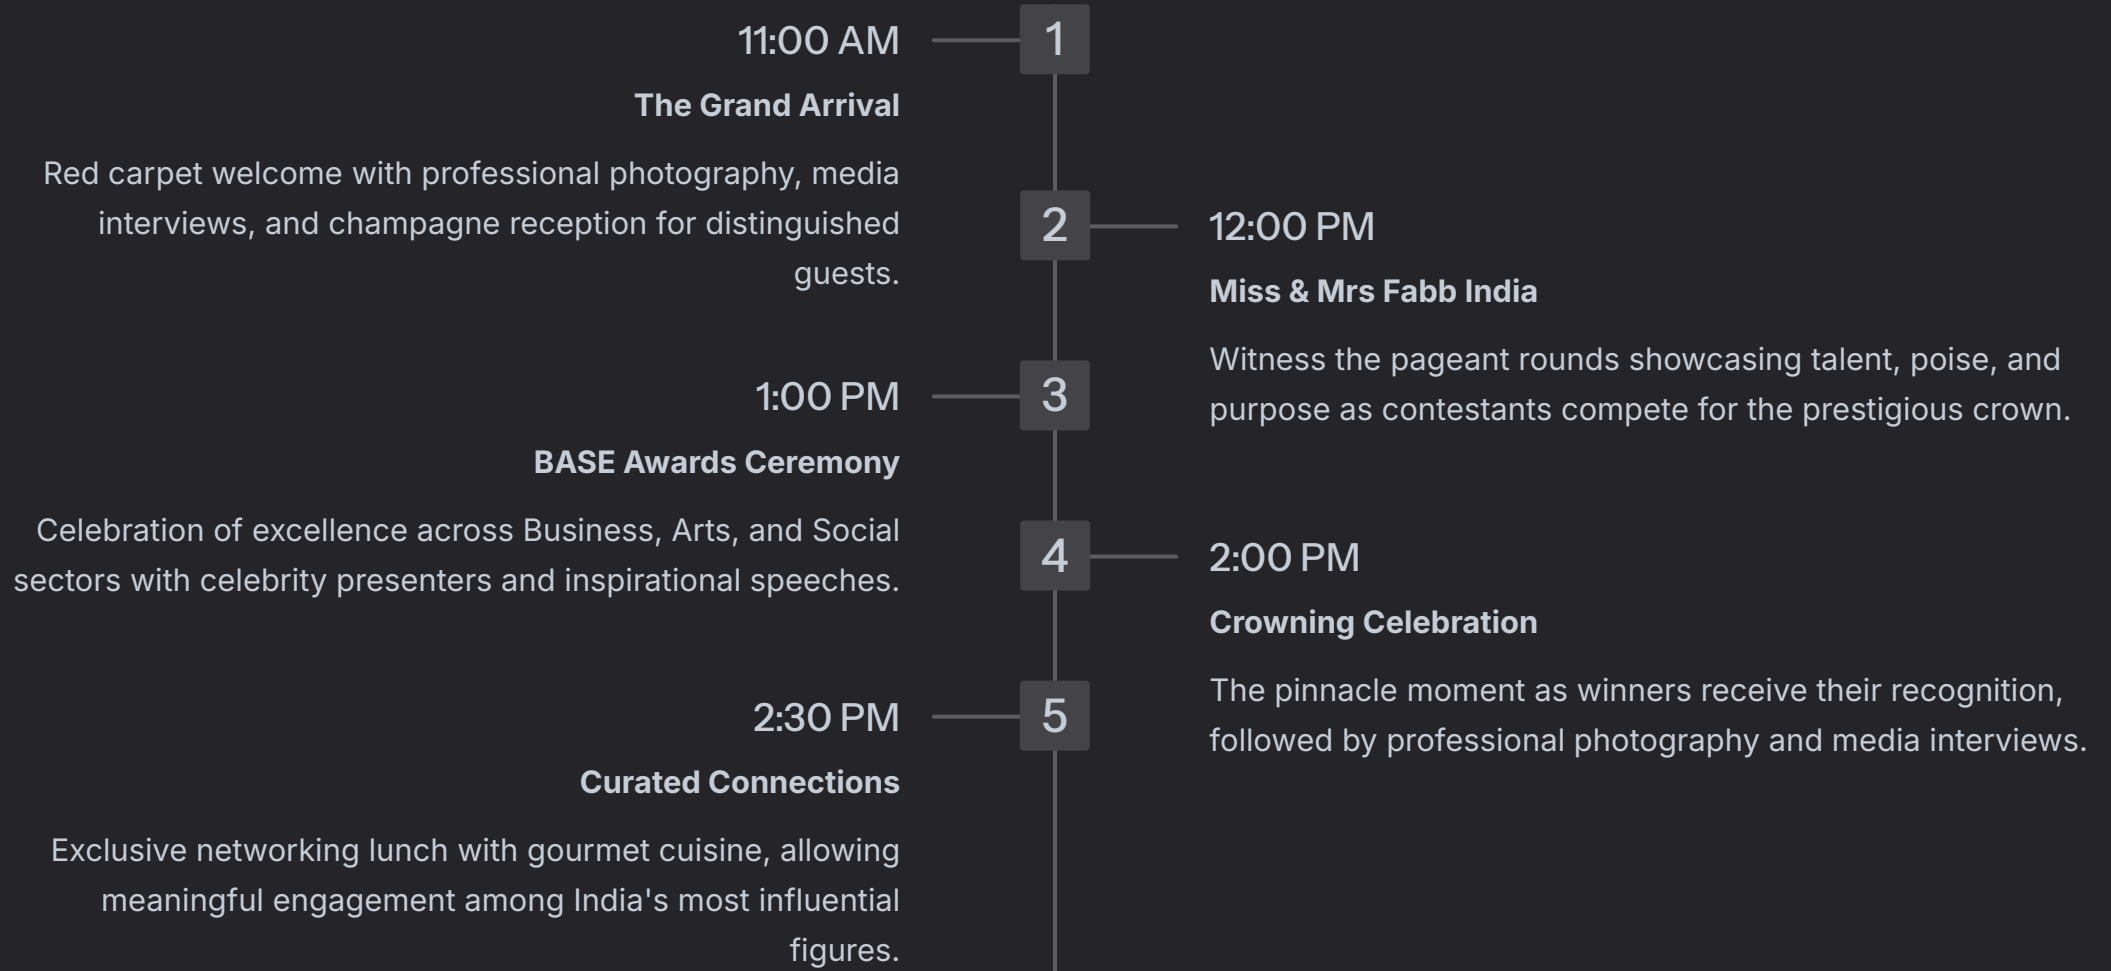 1
11:00 AM
The Grand Arrival
Red carpet welcome with professional photography, media
interviews, and champagne reception for distinguished
guests.
2
12:00 PM
Miss & Mrs Fabb India
Witness the pageant rounds showcasing talent, poise, and
purpose as contestants compete for the prestigious crown.
3
1:00 PM
BASE Awards Ceremony
Celebration of excellence across Business, Arts, and Social
sectors with celebrity presenters and inspirational speeches.
4
2:00 PM
Crowning Celebration
The pinnacle moment as winners receive their recognition,
followed by professional photography and media interviews.
5
2:30 PM
Curated Connections
Exclusive networking lunch with gourmet cuisine, allowing
meaningful engagement among India's most influential
figures.